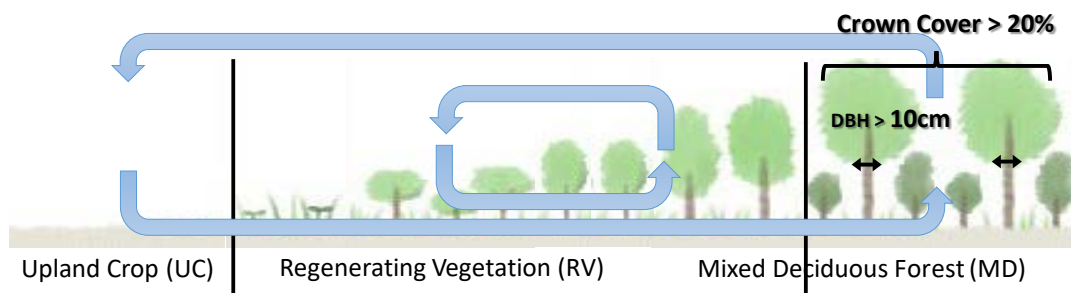 Crown Cover > 20%
DBH > 10cm
Upland Crop (UC)
Regenerating Vegetation (RV)
Mixed Deciduous Forest (MD)